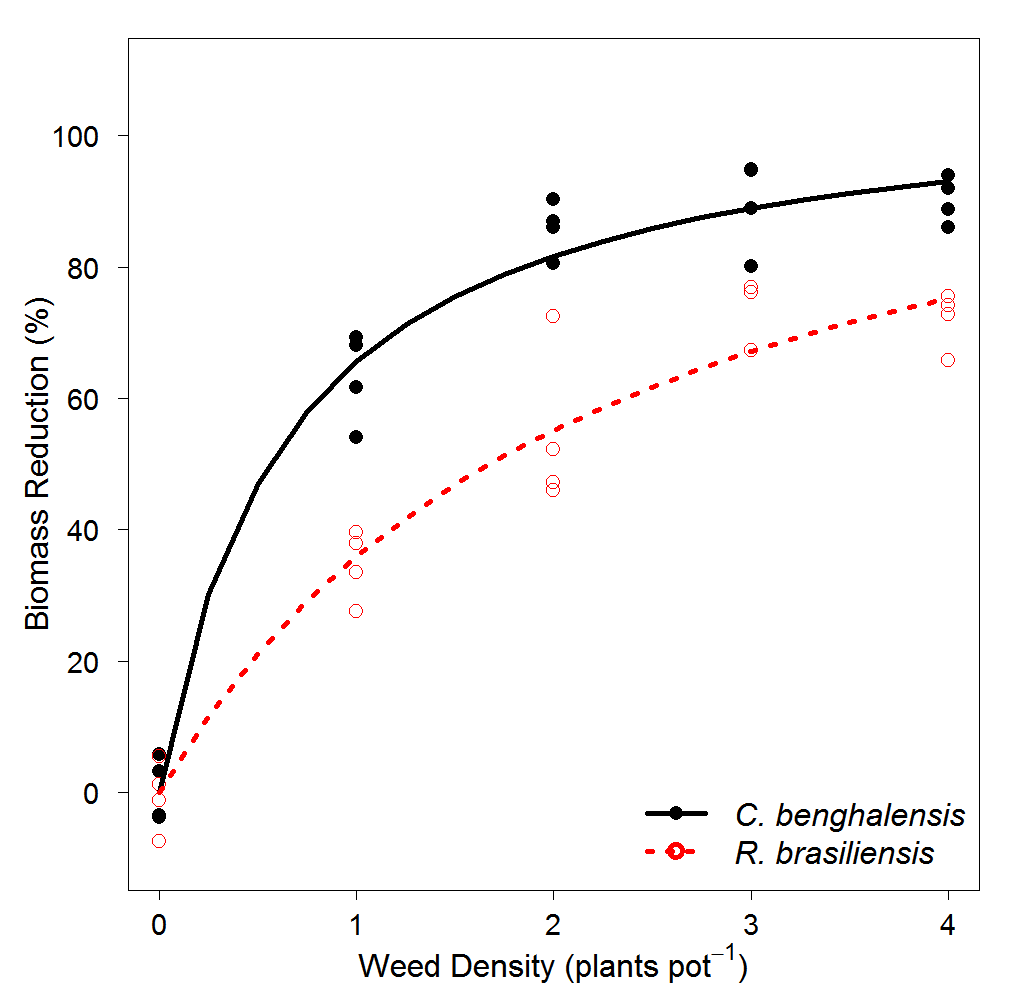 100
80
60
40
20
0
Biomass Reduction (%)
C. benghalensis
R. brasiliensis
0 1 2 3 4
Weed Density (plants pot⁻¹)